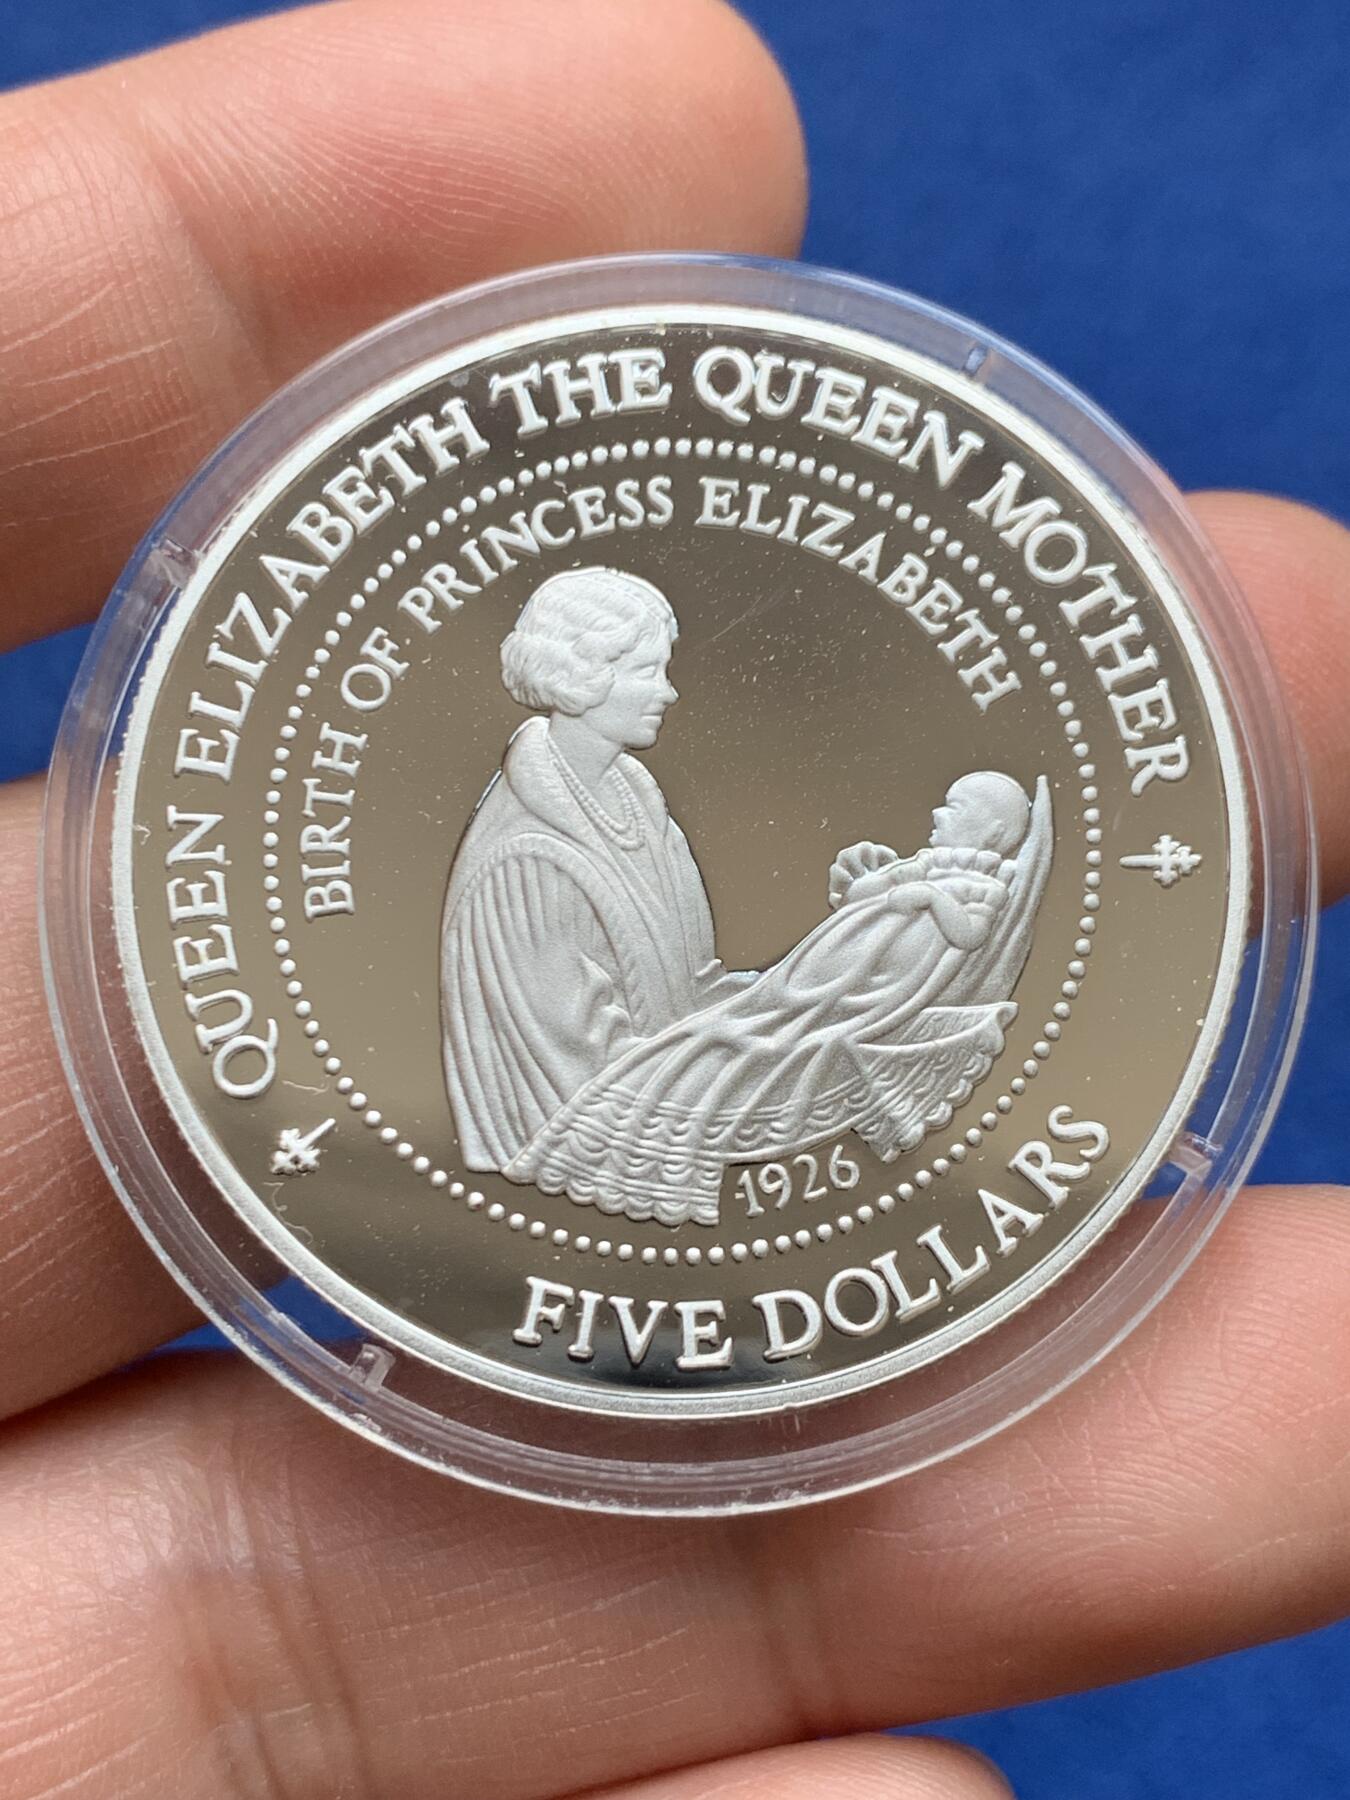 QUEEN ELIZABETH THE QUEEN MOTHER
BIRTH OF PRINCESS ELIZABETH
1926
FIVE DOLLARS